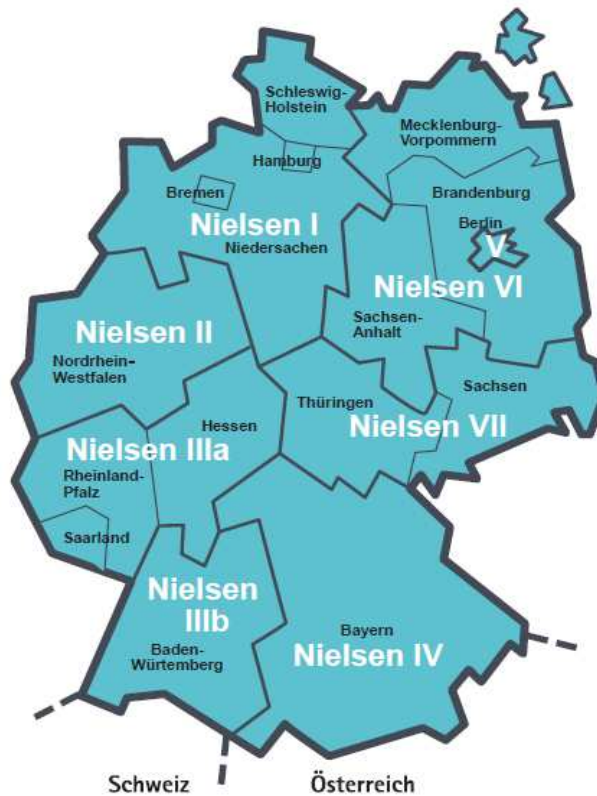 Schleswig-
Holstein
Mecklenburg-
Vorpommern
Hamburg
Bremen
Brandenburg
Berlin
Nielsen I
V
Niedersachen
Nielsen VI
Nielsen II
Sachsen-
Anhalt
Nordrhein-
Westfalen
Sachsen
Thüringen
Hessen
Nielsen VII
Nielsen IIIa
Rheinland-
Pfalz
Saarland
Nielsen
IIIb
Bayern
Baden-
Würtemberg
Nielsen IV
Schweiz
Österreich